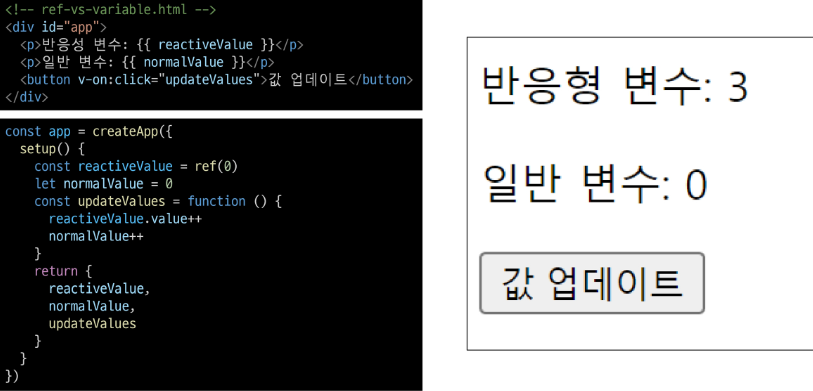 <!-- ref-vs-variable.html -->
<div id="app">
  <p>반응성 변수: {{ reactiveValue }}</p>
  <p>일반 변수: {{ normalValue }}</p>
  <button v-on:click="updateValues">값 업데이트</button>
</div>
const app = createApp({
  setup() {
    const reactiveValue = ref(0)
    let normalValue = 0
    const updateValues = function () {
      reactiveValue.value++
      normalValue++
    }
    return {
      reactiveValue,
      normalValue,
      updateValues
    }
  }
})
반응형 변수: 3
일반 변수: 0
값 업데이트